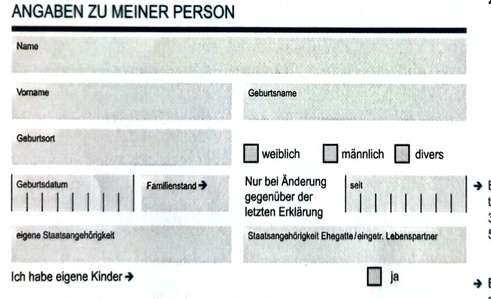 ANGABEN ZU MEINER PERSON
Name
Vorname Geburtsname
Geburtsort
weiblich männlich divers
Geburtsdatum Familienstand → Nur bei Änderung gegenüber der letzten Erklärung seit
eigene Staatsangehörigkeit Staatsangehörigkeit Ehegatte/eingetr. Lebenspartner
Ich habe eigene Kinder → ja